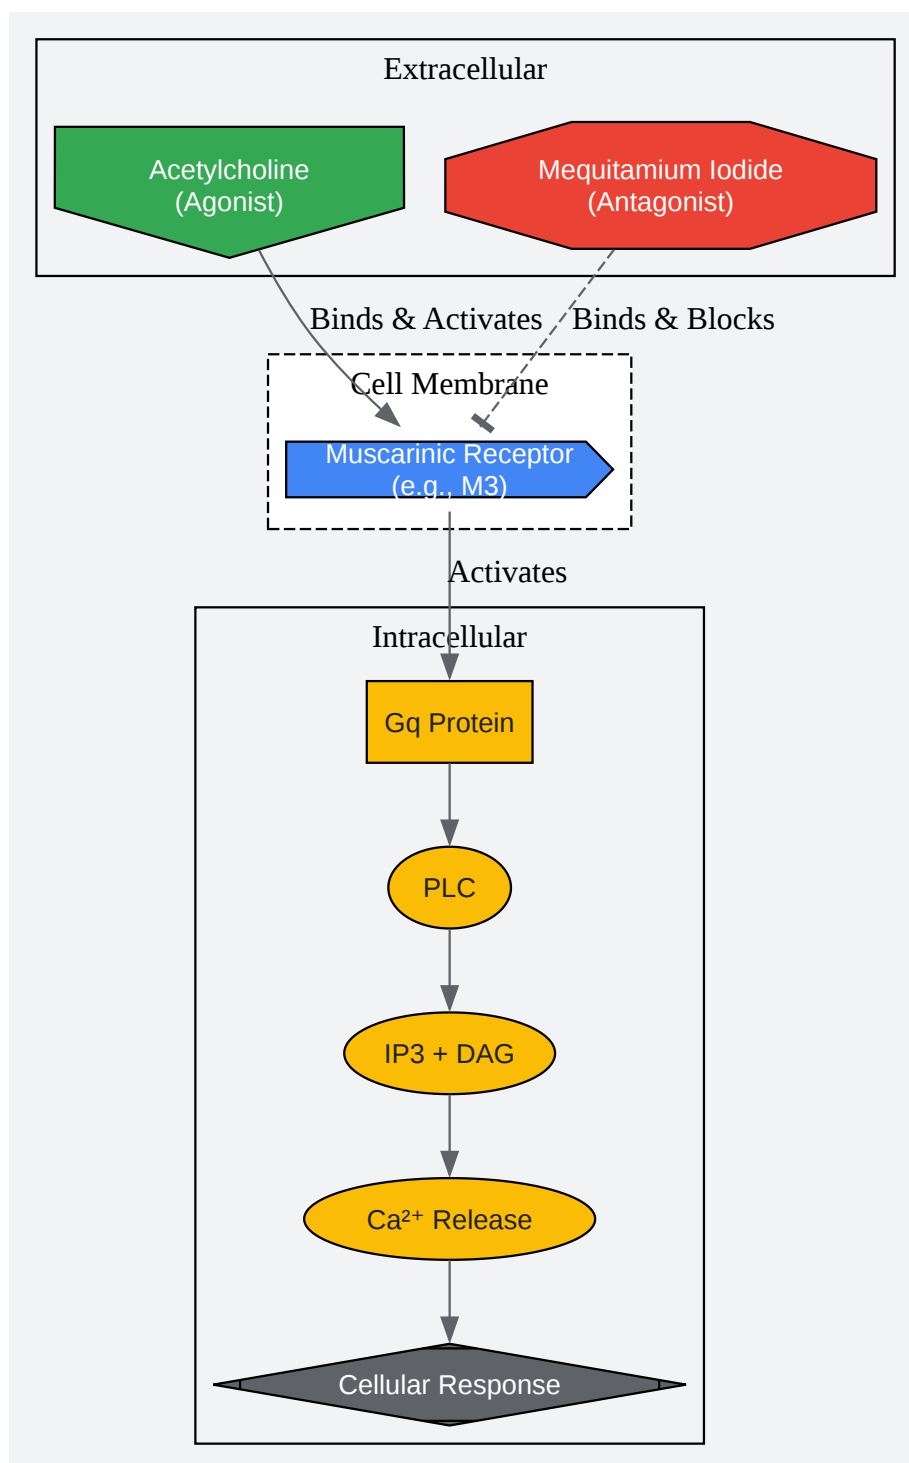 Extracellular
Acetylcholine
(Agonist)
Mequitamium Iodide
(Antagonist)
Binds & Activates
Binds & Blocks
Cell Membrane
Muscarinic Receptor
(e.g., M3)
Activates
Intracellular
Gq Protein
PLC
IP3 + DAG
Ca²⁺ Release
Cellular Response